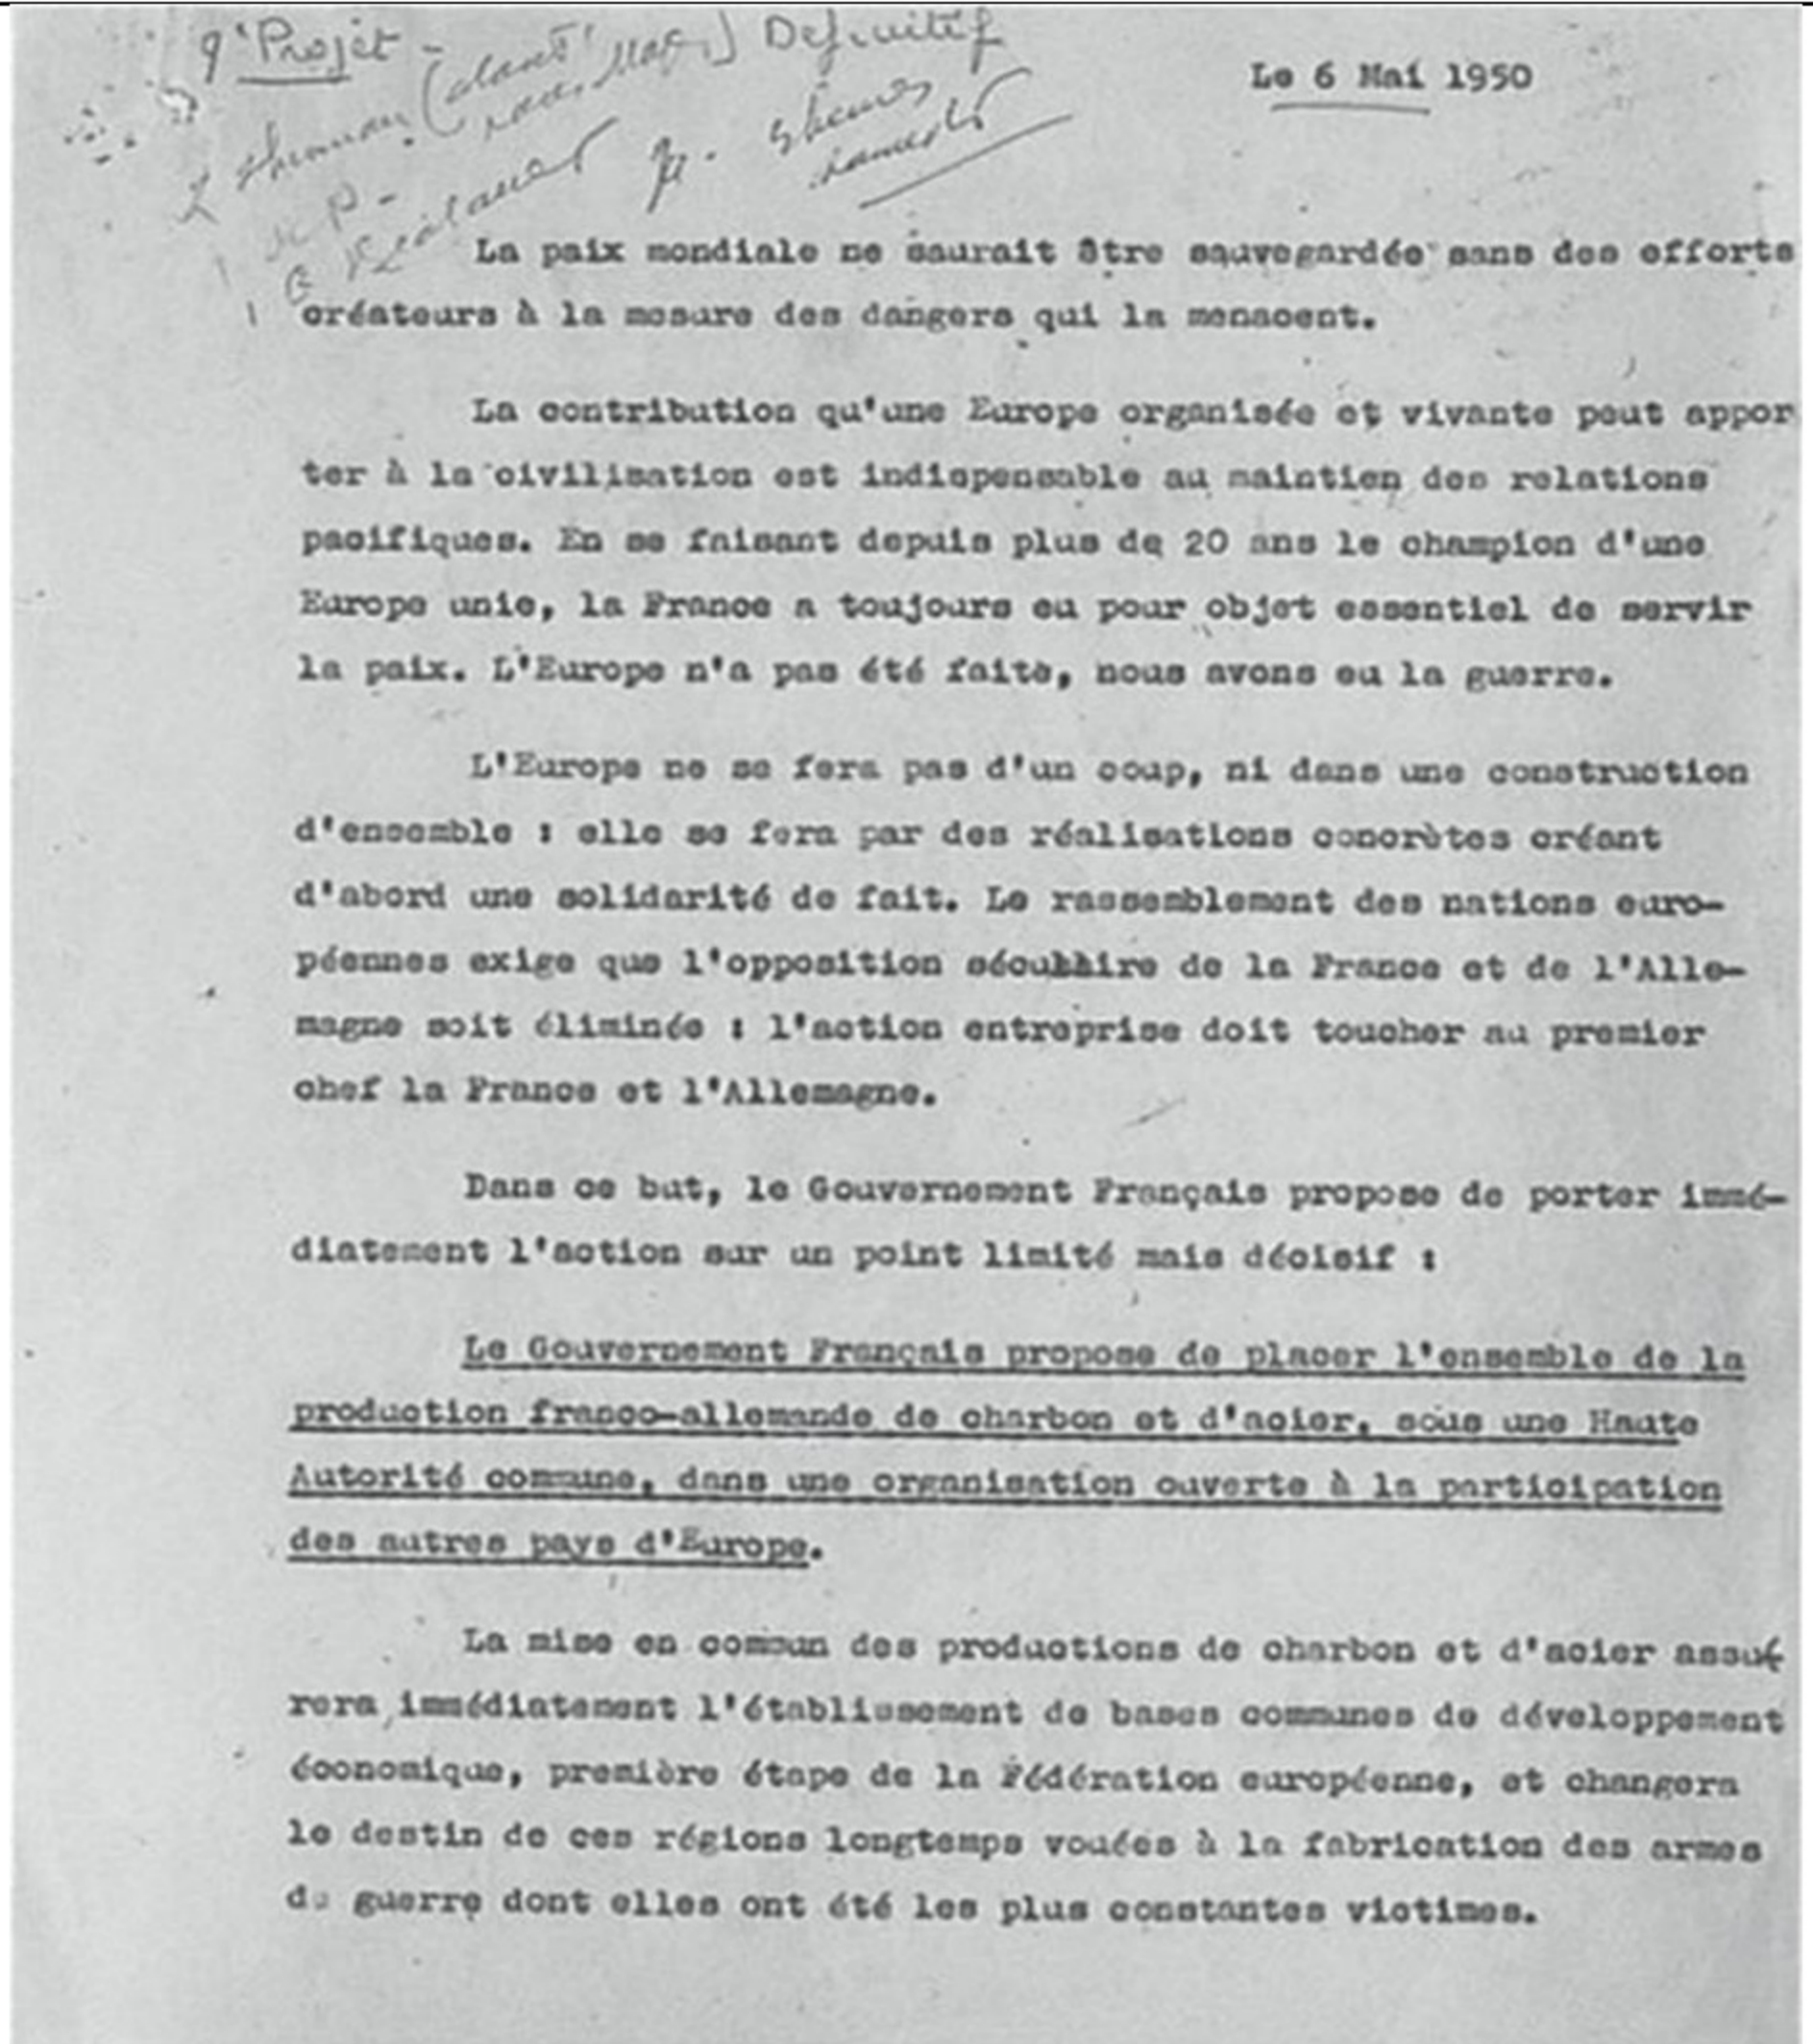 9e Projet - Definitif
Le 6 Mai 1950
La paix mondiale ne saurait être sauvegardée sans des efforts
créateurs à la mesure des dangers qui la menacent.
La contribution qu'une Europe organisée et vivante peut appor
ter à la civilisation est indispensable au maintien des relations
pacifiques. En se faisant depuis plus de 20 ans le champion d'une
Europe unie, la France a toujours eu pour objet essentiel de servir
la paix. L'Europe n'a pas été faite, nous avons eu la guerre.
L'Europe ne se fera pas d'un coup, ni dans une construction
d'ensemble : elle se fera par des réalisations concrètes créant
d'abord une solidarité de fait. Le rassemblement des nations euro-
péennes exige que l'opposition séculaire de la France et de l'Alle-
magne soit éliminée : l'action entreprise doit toucher au premier
chef la France et l'Allemagne.
Dans ce but, le Gouvernement Français propose de porter immé-
diatement l'action sur un point limité mais décisif :
Le Gouvernement Français propose de placer l'ensemble de la
production franco-allemande de charbon et d'acier, sous une Haute
Autorité commune, dans une organisation ouverte à la participation
des autres pays d'Europe.
La mise en commun des productions de charbon et d'acier assu-
rera immédiatement l'établissement de bases communes de développement
économique, première étape de la Fédération européenne, et changera
le destin de ces régions longtemps vouées à la fabrication des armes
de guerre dont elles ont été les plus constantes victimes.